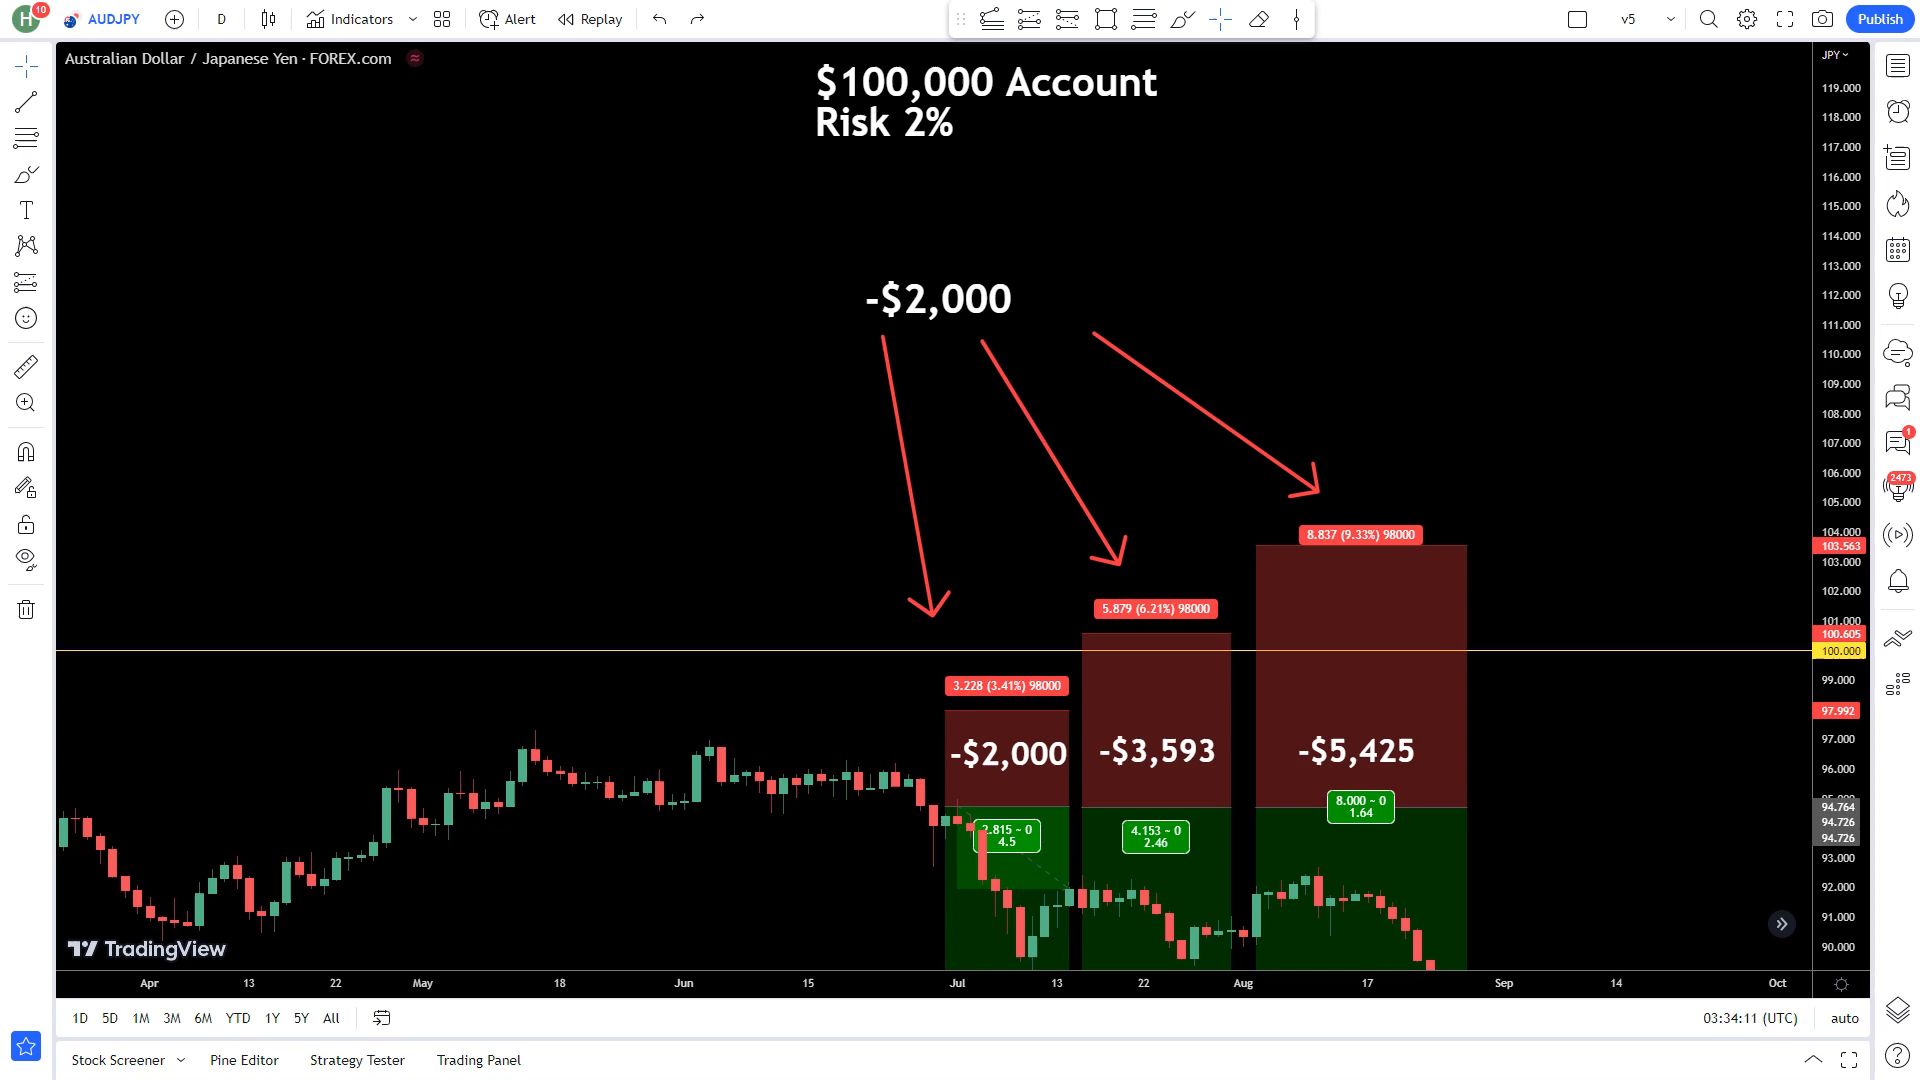 H
10
AUDJPY
D
Indicators
Alert
Replay
v5
Publish
Australian Dollar / Japanese Yen · FOREX.com
$100,000 Account
Risk 2%
-$2,000
8.837 (9.33%) 98000
5.879 (6.21%) 98000
3.228 (3.41%) 98000
-$2,000
-$3,593
-$5,425
2.815 ~ 0
4.5
4.153 ~ 0
2.46
8.000 ~ 0
1.64
JPY
119.000
118.000
117.000
116.000
115.000
114.000
113.000
112.000
111.000
110.000
109.000
108.000
107.000
106.000
105.000
104.000
103.563
103.000
102.000
101.000
100.605
100.000
99.000
97.992
97.000
96.000
94.764
94.726
94.726
93.000
92.000
91.000
90.000
1
2473
TradingView
Apr
13
22
May
18
Jun
15
Jul
13
22
Aug
17
Sep
14
Oct
1D
5D
1M
3M
6M
YTD
1Y
5Y
All
03:34:11 (UTC)
auto
Stock Screener
Pine Editor
Strategy Tester
Trading Panel